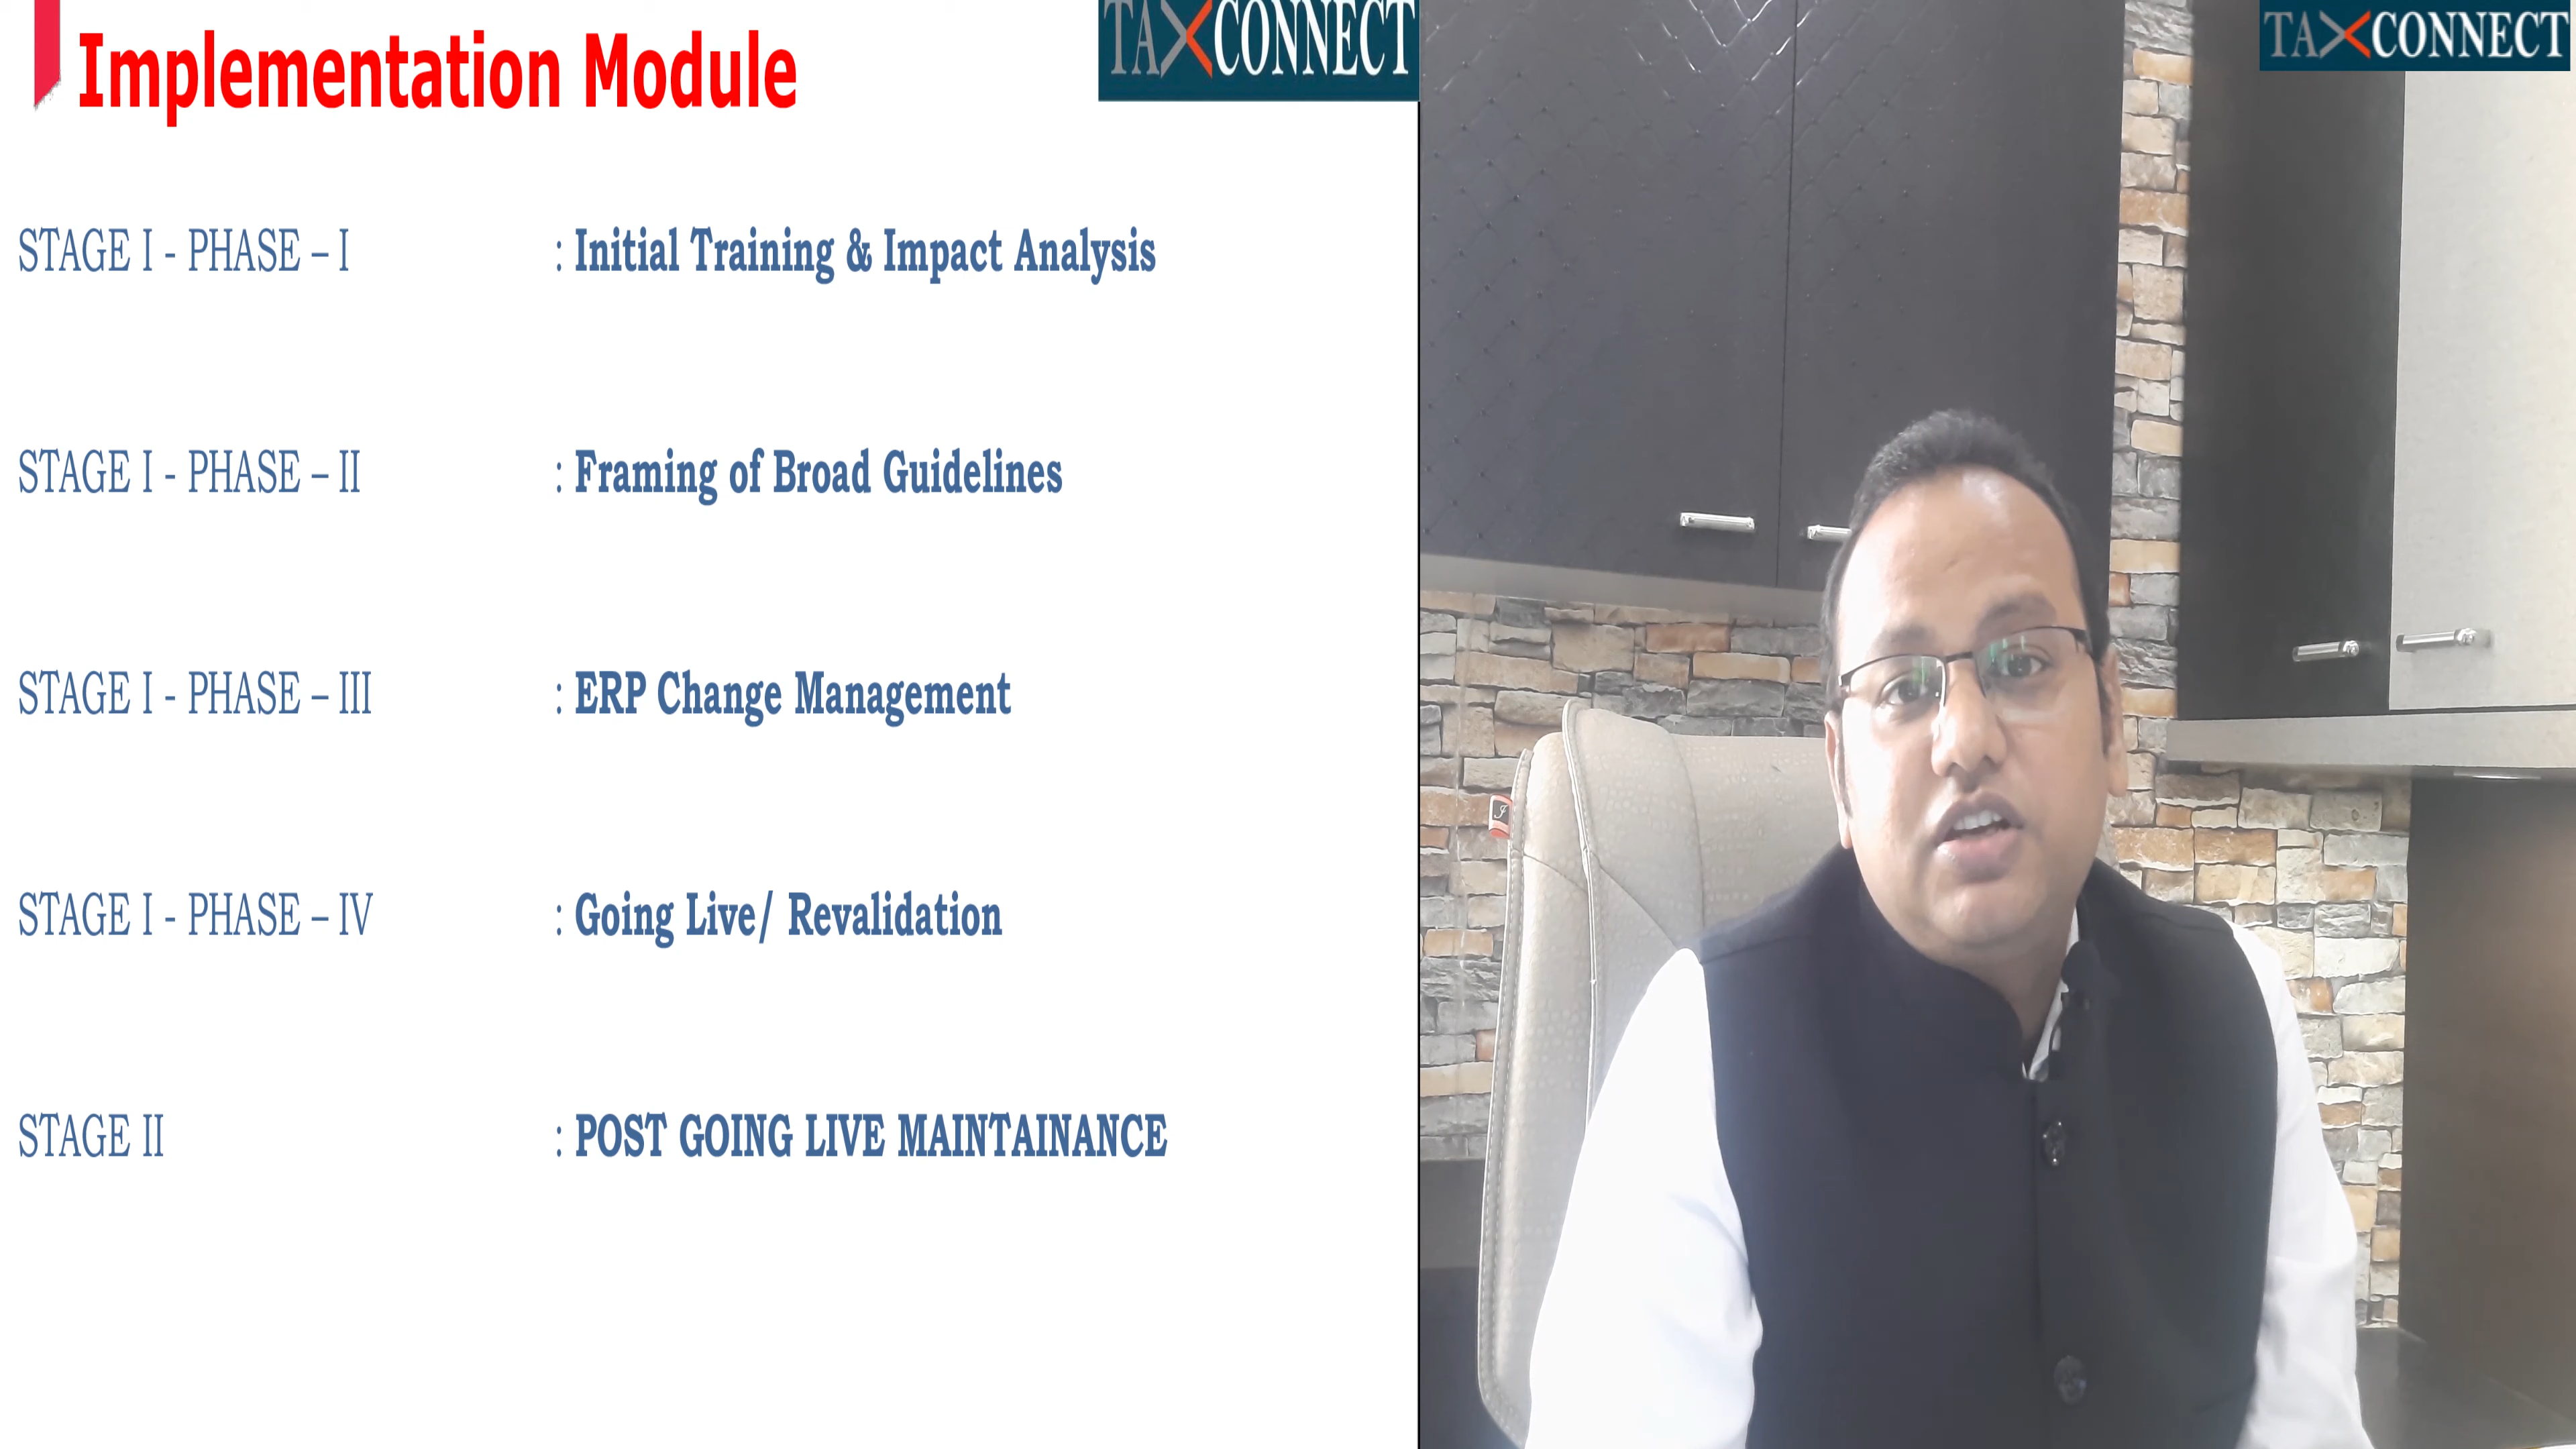 TAXCONNECT
TAXCONNECT
Implementation Module
STAGE I - PHASE – I : Initial Training & Impact Analysis
STAGE I - PHASE – II : Framing of Broad Guidelines
STAGE I - PHASE – III : ERP Change Management
STAGE I - PHASE – IV : Going Live/ Revalidation
STAGE II : POST GOING LIVE MAINTAINANCE